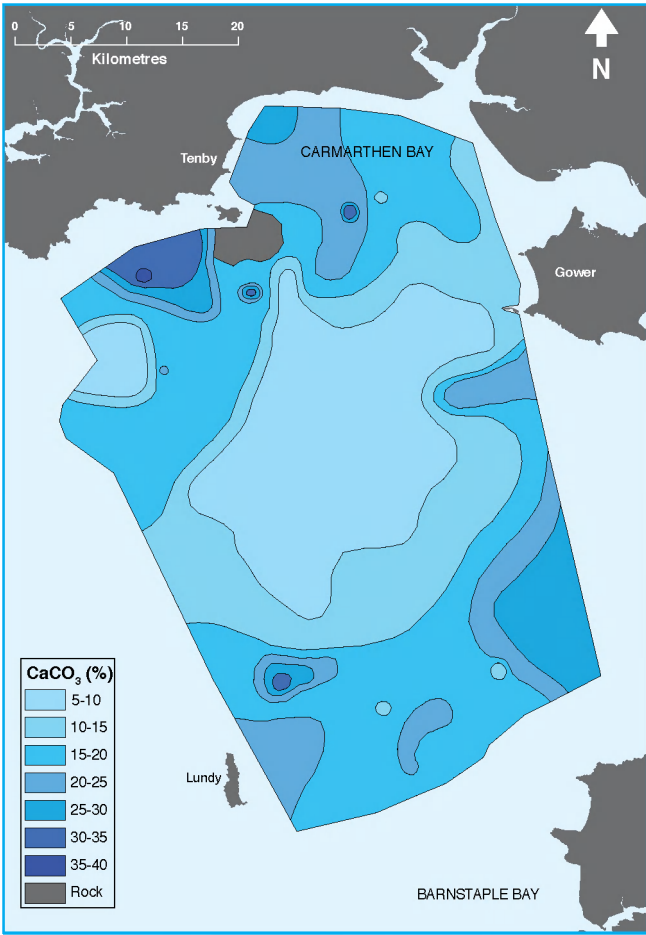 0 5 10 15 20
Kilometres
N
CARMARTHEN BAY
Tenby
Gower
CaCO₃ (%)
5-10
10-15
15-20
20-25
25-30
30-35
35-40
Rock
Lundy
BARNSTAPLE BAY